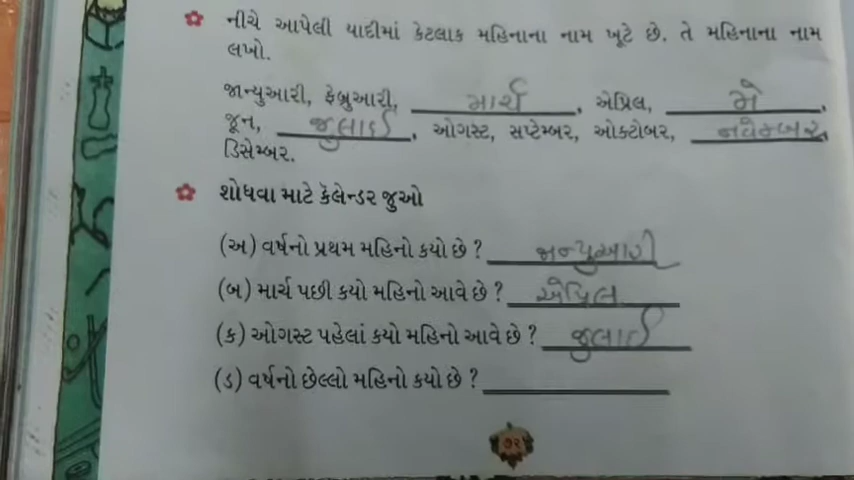 નીચે આપેલી યાદીમાં કેટલાક મહિનાના નામ ખૂટે છે. તે મહિનાના નામ
લખો.
જાન્યુઆરી, ફેબ્રુઆરી, માર્ચ, એપ્રિલ, મે,
જૂન, જુલાઈ, ઓગસ્ટ, સપ્ટેમ્બર, ઓક્ટોબર, નવેમ્બર,
ડિસેમ્બર.
શોધવા માટે કૅલેન્ડર જુઓ
(અ) વર્ષનો પ્રથમ મહિનો કયો છે ? જાન્યુઆરી
(બ) માર્ચ પછી કયો મહિનો આવે છે ? એપ્રિલ
(ક) ઓગસ્ટ પહેલાં કયો મહિનો આવે છે ? જુલાઈ
(ડ) વર્ષનો છેલ્લો મહિનો કયો છે ?
૭૨